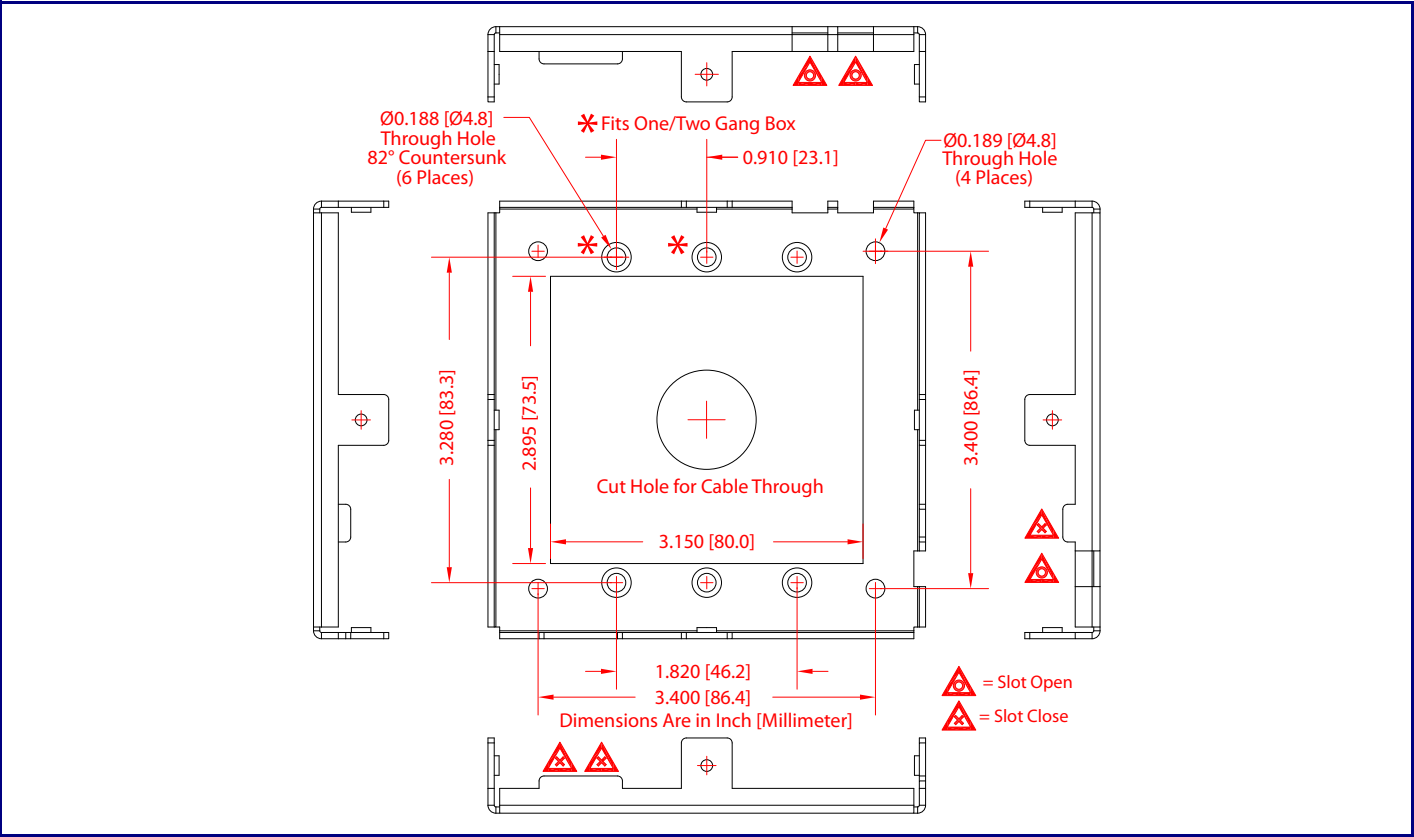 Ø0.188 [Ø4.8]
Through Hole
82° Countersunk
(6 Places)
* Fits One/Two Gang Box
0.910 [23.1]
Ø0.189 [Ø4.8]
Through Hole
(4 Places)
*
*
3.280 [83.3]
2.895 [73.5]
3.400 [86.4]
Cut Hole for Cable Through
3.150 [80.0]
1.820 [46.2]
3.400 [86.4]
Dimensions Are in Inch [Millimeter]
= Slot Open
= Slot Close